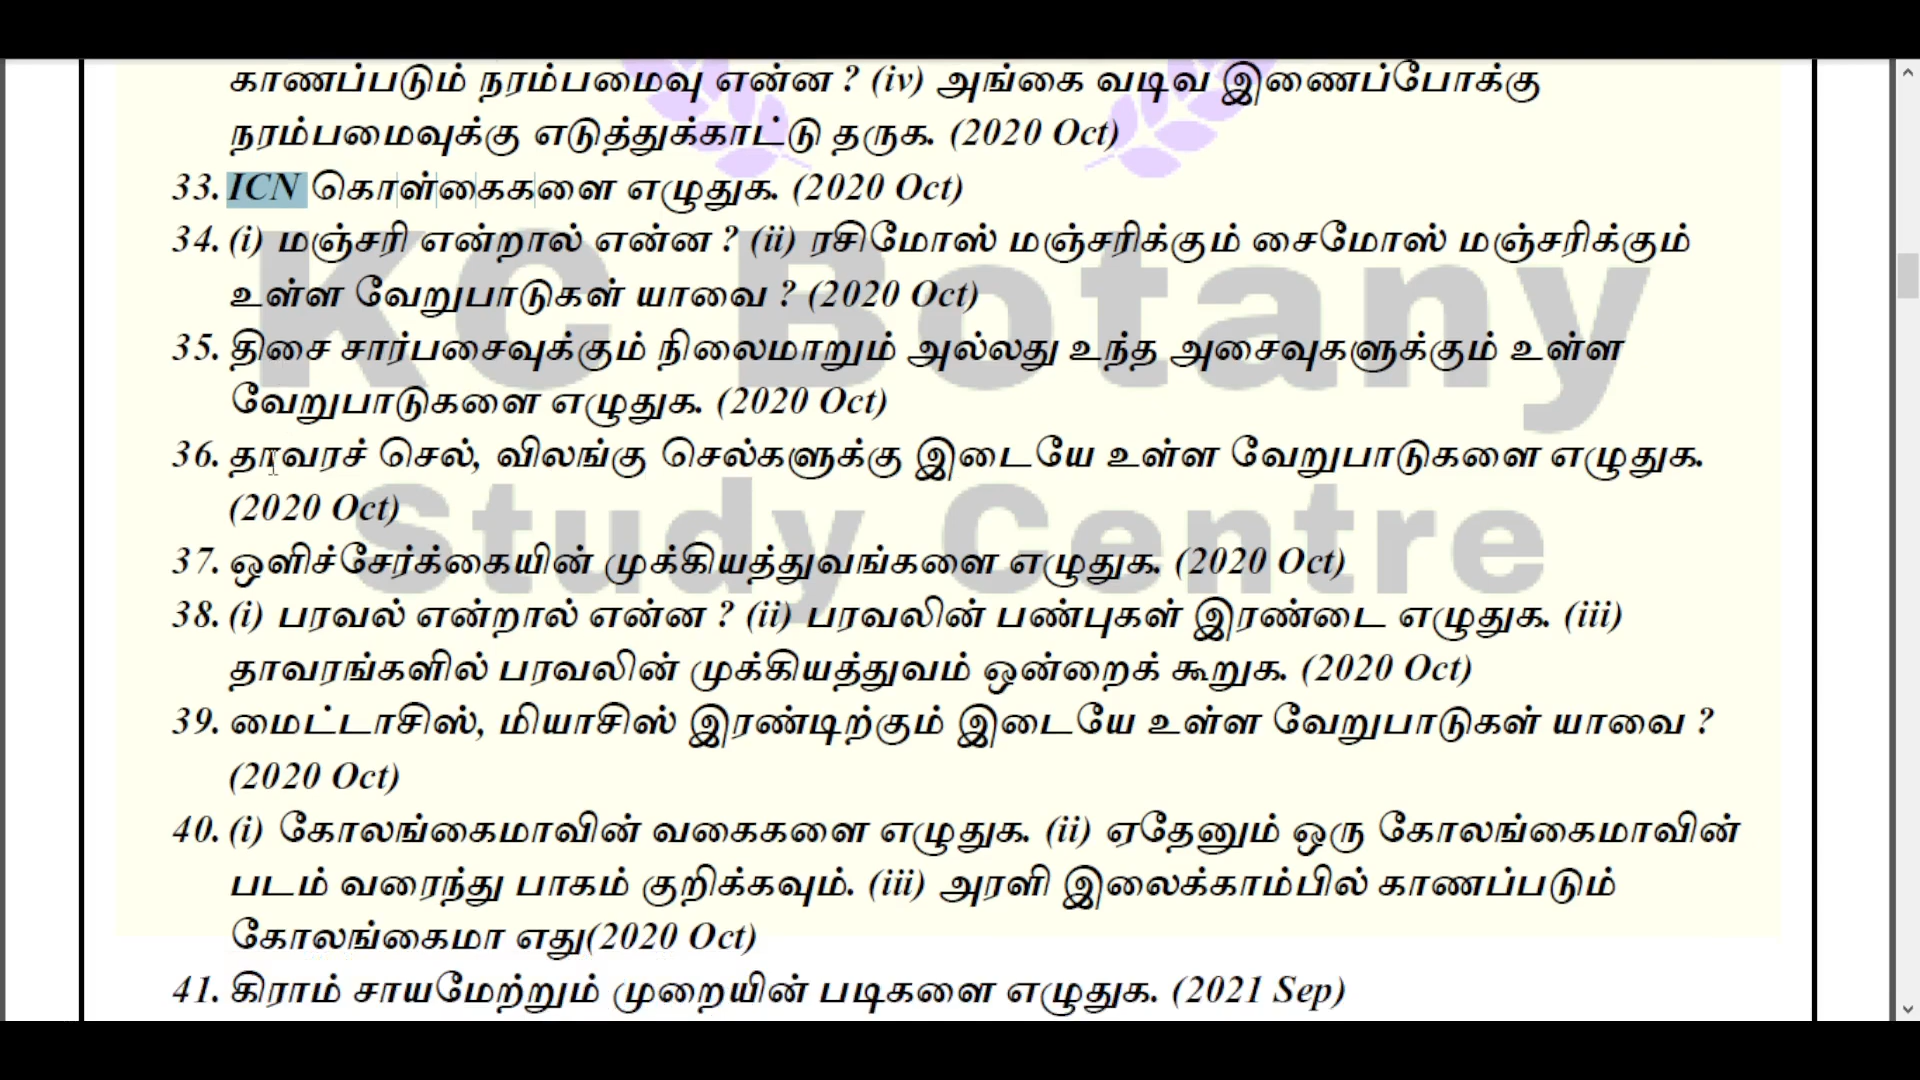 காணப்படும் நரம்பமைவு என்ன ? (iv) அங்கை வடிவ இணைப்போக்கு
நரம்பமைவுக்கு எடுத்துக்காட்டு தருக. (2020 Oct)
33. ICN கொள்கைகளை எழுதுக. (2020 Oct)
34. (i) மஞ்சரி என்றால் என்ன ? (ii) ரசிமோஸ் மஞ்சரிக்கும் சைமோஸ் மஞ்சரிக்கும்
உள்ள வேறுபாடுகள் யாவை ? (2020 Oct)
35. திசை சார்பசைவுக்கும் நிலைமாறும் அல்லது உந்த அசைவுகளுக்கும் உள்ள
வேறுபாடுகளை எழுதுக. (2020 Oct)
36. தாவரச் செல், விலங்கு செல்களுக்கு இடையே உள்ள வேறுபாடுகளை எழுதுக.
(2020 Oct)
37. ஒளிச்சேர்க்கையின் முக்கியத்துவங்களை எழுதுக. (2020 Oct)
38. (i) பரவல் என்றால் என்ன ? (ii) பரவலின் பண்புகள் இரண்டை எழுதுக. (iii)
தாவரங்களில் பரவலின் முக்கியத்துவம் ஒன்றைக் கூறுக. (2020 Oct)
39. மைட்டாசிஸ், மியாசிஸ் இரண்டிற்கும் இடையே உள்ள வேறுபாடுகள் யாவை ?
(2020 Oct)
40. (i) கோலங்கைமாவின் வகைகளை எழுதுக. (ii) ஏதேனும் ஒரு கோலங்கைமாவின்
படம் வரைந்து பாகம் குறிக்கவும். (iii) அரளி இலைக்காம்பில் காணப்படும்
கோலங்கைமா எது(2020 Oct)
41. கிராம் சாயமேற்றும் முறையின் படிகளை எழுதுக. (2021 Sep)
KC Botany
Study Centre